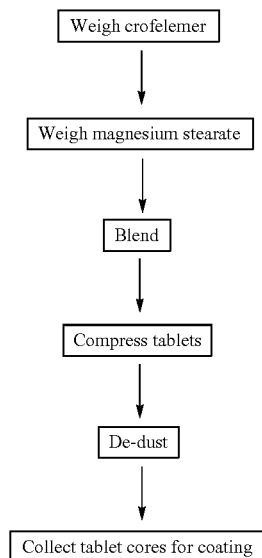 Weigh crofelemer
Weigh magnesium stearate
Blend
Compress tablets
De-dust
Collect tablet cores for coating